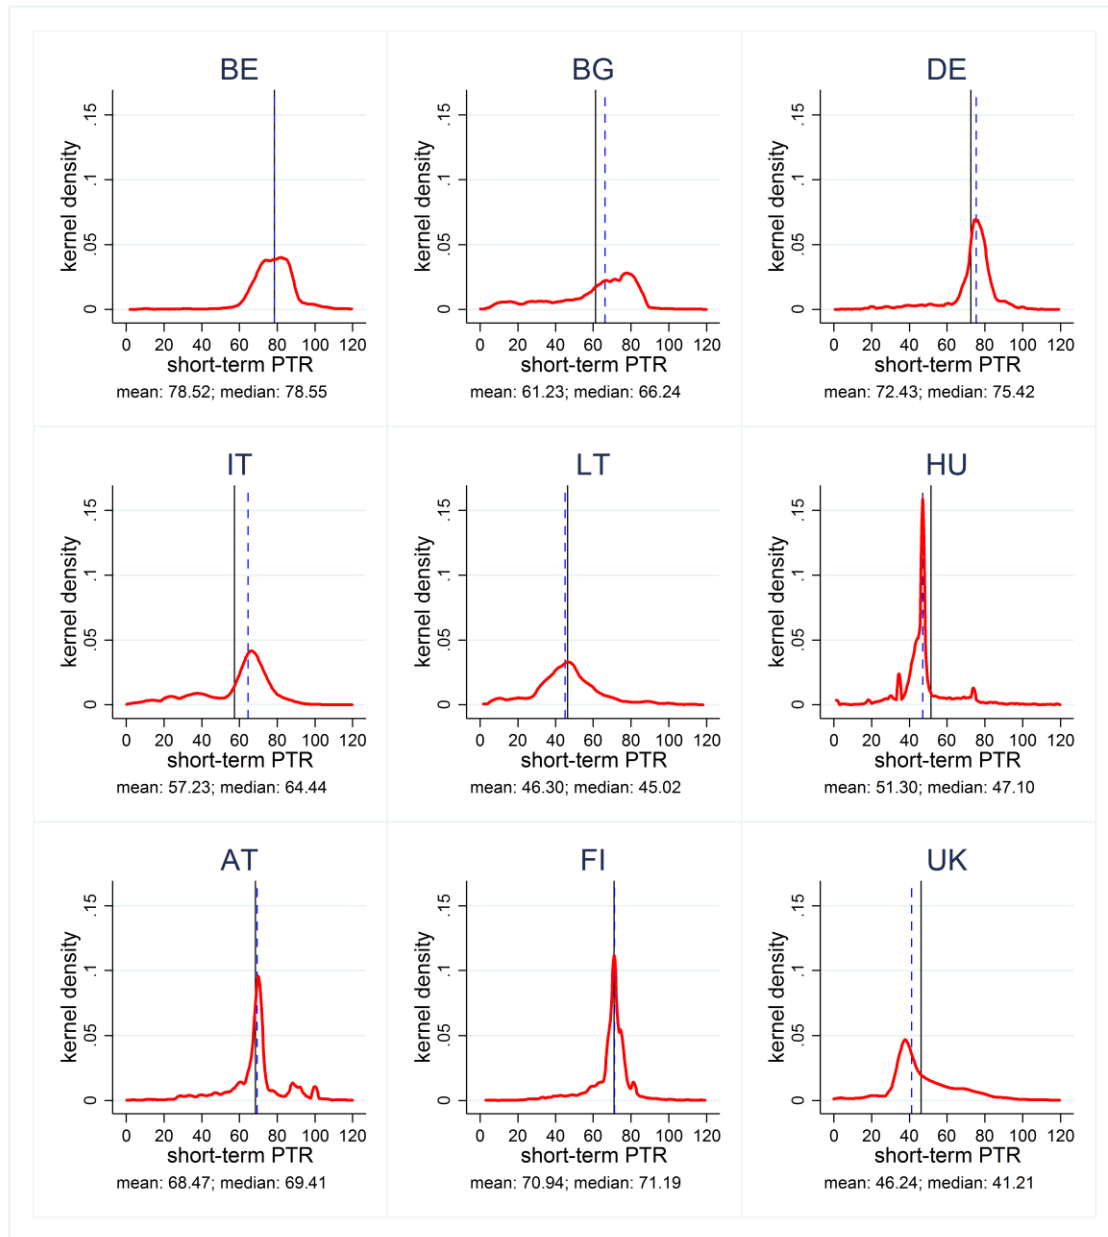 BE
kernel density
.15
.1
.05
0
0 20 40 60 80 100 120
short-term PTR
mean: 78.52; median: 78.55
BG
kernel density
.15
.1
.05
0
0 20 40 60 80 100 120
short-term PTR
mean: 61.23; median: 66.24
DE
kernel density
.15
.1
.05
0
0 20 40 60 80 100 120
short-term PTR
mean: 72.43; median: 75.42
IT
kernel density
.15
.1
.05
0
0 20 40 60 80 100 120
short-term PTR
mean: 57.23; median: 64.44
LT
kernel density
.15
.1
.05
0
0 20 40 60 80 100 120
short-term PTR
mean: 46.30; median: 45.02
HU
kernel density
.15
.1
.05
0
0 20 40 60 80 100 120
short-term PTR
mean: 51.30; median: 47.10
AT
kernel density
.15
.1
.05
0
0 20 40 60 80 100 120
short-term PTR
mean: 68.47; median: 69.41
FI
kernel density
.15
.1
.05
0
0 20 40 60 80 100 120
short-term PTR
mean: 70.94; median: 71.19
UK
kernel density
.15
.1
.05
0
0 20 40 60 80 100 120
short-term PTR
mean: 46.24; median: 41.21